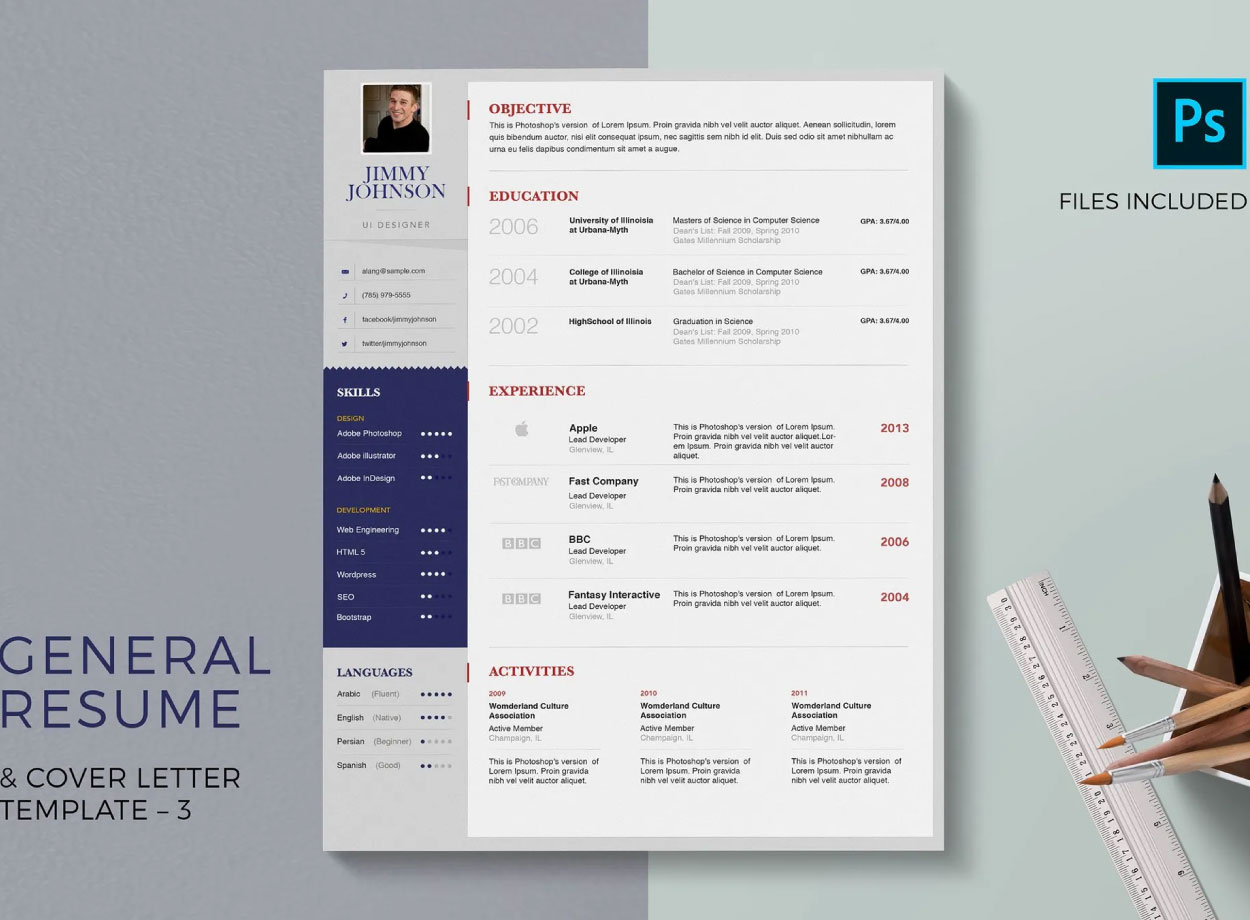 Ps
FILES INCLUDED
GENERAL
RESUME
& COVER LETTER
TEMPLATE – 3
JIMMY
JOHNSON
UI DESIGNER
alang@sample.com
(785) 979-5555
facebook/jimmyjohnson
twitter/jimmyjohnson
SKILLS
DESIGN
Adobe Photoshop
Adobe illustrator
Adobe InDesign
DEVELOPMENT
Web Engineering
HTML 5
Wordpress
SEO
Bootstrap
LANGUAGES
Arabic (Fluent)
English (Native)
Persian (Beginner)
Spanish (Good)
OBJECTIVE
This is Photoshop's version of Lorem Ipsum. Proin gravida nibh vel velit auctor aliquet. Aenean sollicitudin, lorem
quis bibendum auctor, nisi elit consequat ipsum, nec sagittis sem nibh id elit. Duis sed odio sit amet nibhullam ac
urna eu felis dapibus condimentum sit amet a augue.
EDUCATION
2006
University of Illinoisia
at Urbana-Myth
Masters of Science in Computer Science
Dean's List: Fall 2009, Spring 2010
Gates Millennium Scholarship
GPA: 3.67/4.00
2004
College of Illinoisia
at Urbana-Myth
Bachelor of Science in Computer Science
Dean's List: Fall 2009, Spring 2010
Gates Millennium Scholarship
GPA: 3.67/4.00
2002
HighSchool of Illinois
Graduation in Science
Dean's List: Fall 2009, Spring 2010
Gates Millennium Scholarship
GPA: 3.67/4.00
EXPERIENCE
Apple
Lead Developer
Glenview, IL
This is Photoshop's version of Lorem Ipsum.
Proin gravida nibh vel velit auctor aliquet.Lor-
em Ipsum. Proin gravida nibh vel velit auctor
aliquet.
2013
FAST COMPANY
Fast Company
Lead Developer
Glenview, IL
This is Photoshop's version of Lorem Ipsum.
Proin gravida nibh vel velit auctor aliquet.
2008
BBC
BBC
Lead Developer
Glenview, IL
This is Photoshop's version of Lorem Ipsum.
Proin gravida nibh vel velit auctor aliquet.
2006
BBC
Fantasy Interactive
Lead Developer
Glenview, IL
This is Photoshop's version of Lorem Ipsum.
Proin gravida nibh vel velit auctor aliquet.
2004
ACTIVITIES
2009
Womderland Culture
Association
Active Member
Champaign, IL
This is Photoshop's version of
Lorem Ipsum. Proin gravida
nibh vel velit auctor aliquet.
2010
Womderland Culture
Association
Active Member
Champaign, IL
This is Photoshop's version of
Lorem Ipsum. Proin gravida
nibh vel velit auctor aliquet.
2011
Womderland Culture
Association
Active Member
Champaign, IL
This is Photoshop's version of
Lorem Ipsum. Proin gravida
nibh vel velit auctor aliquet.
INCH